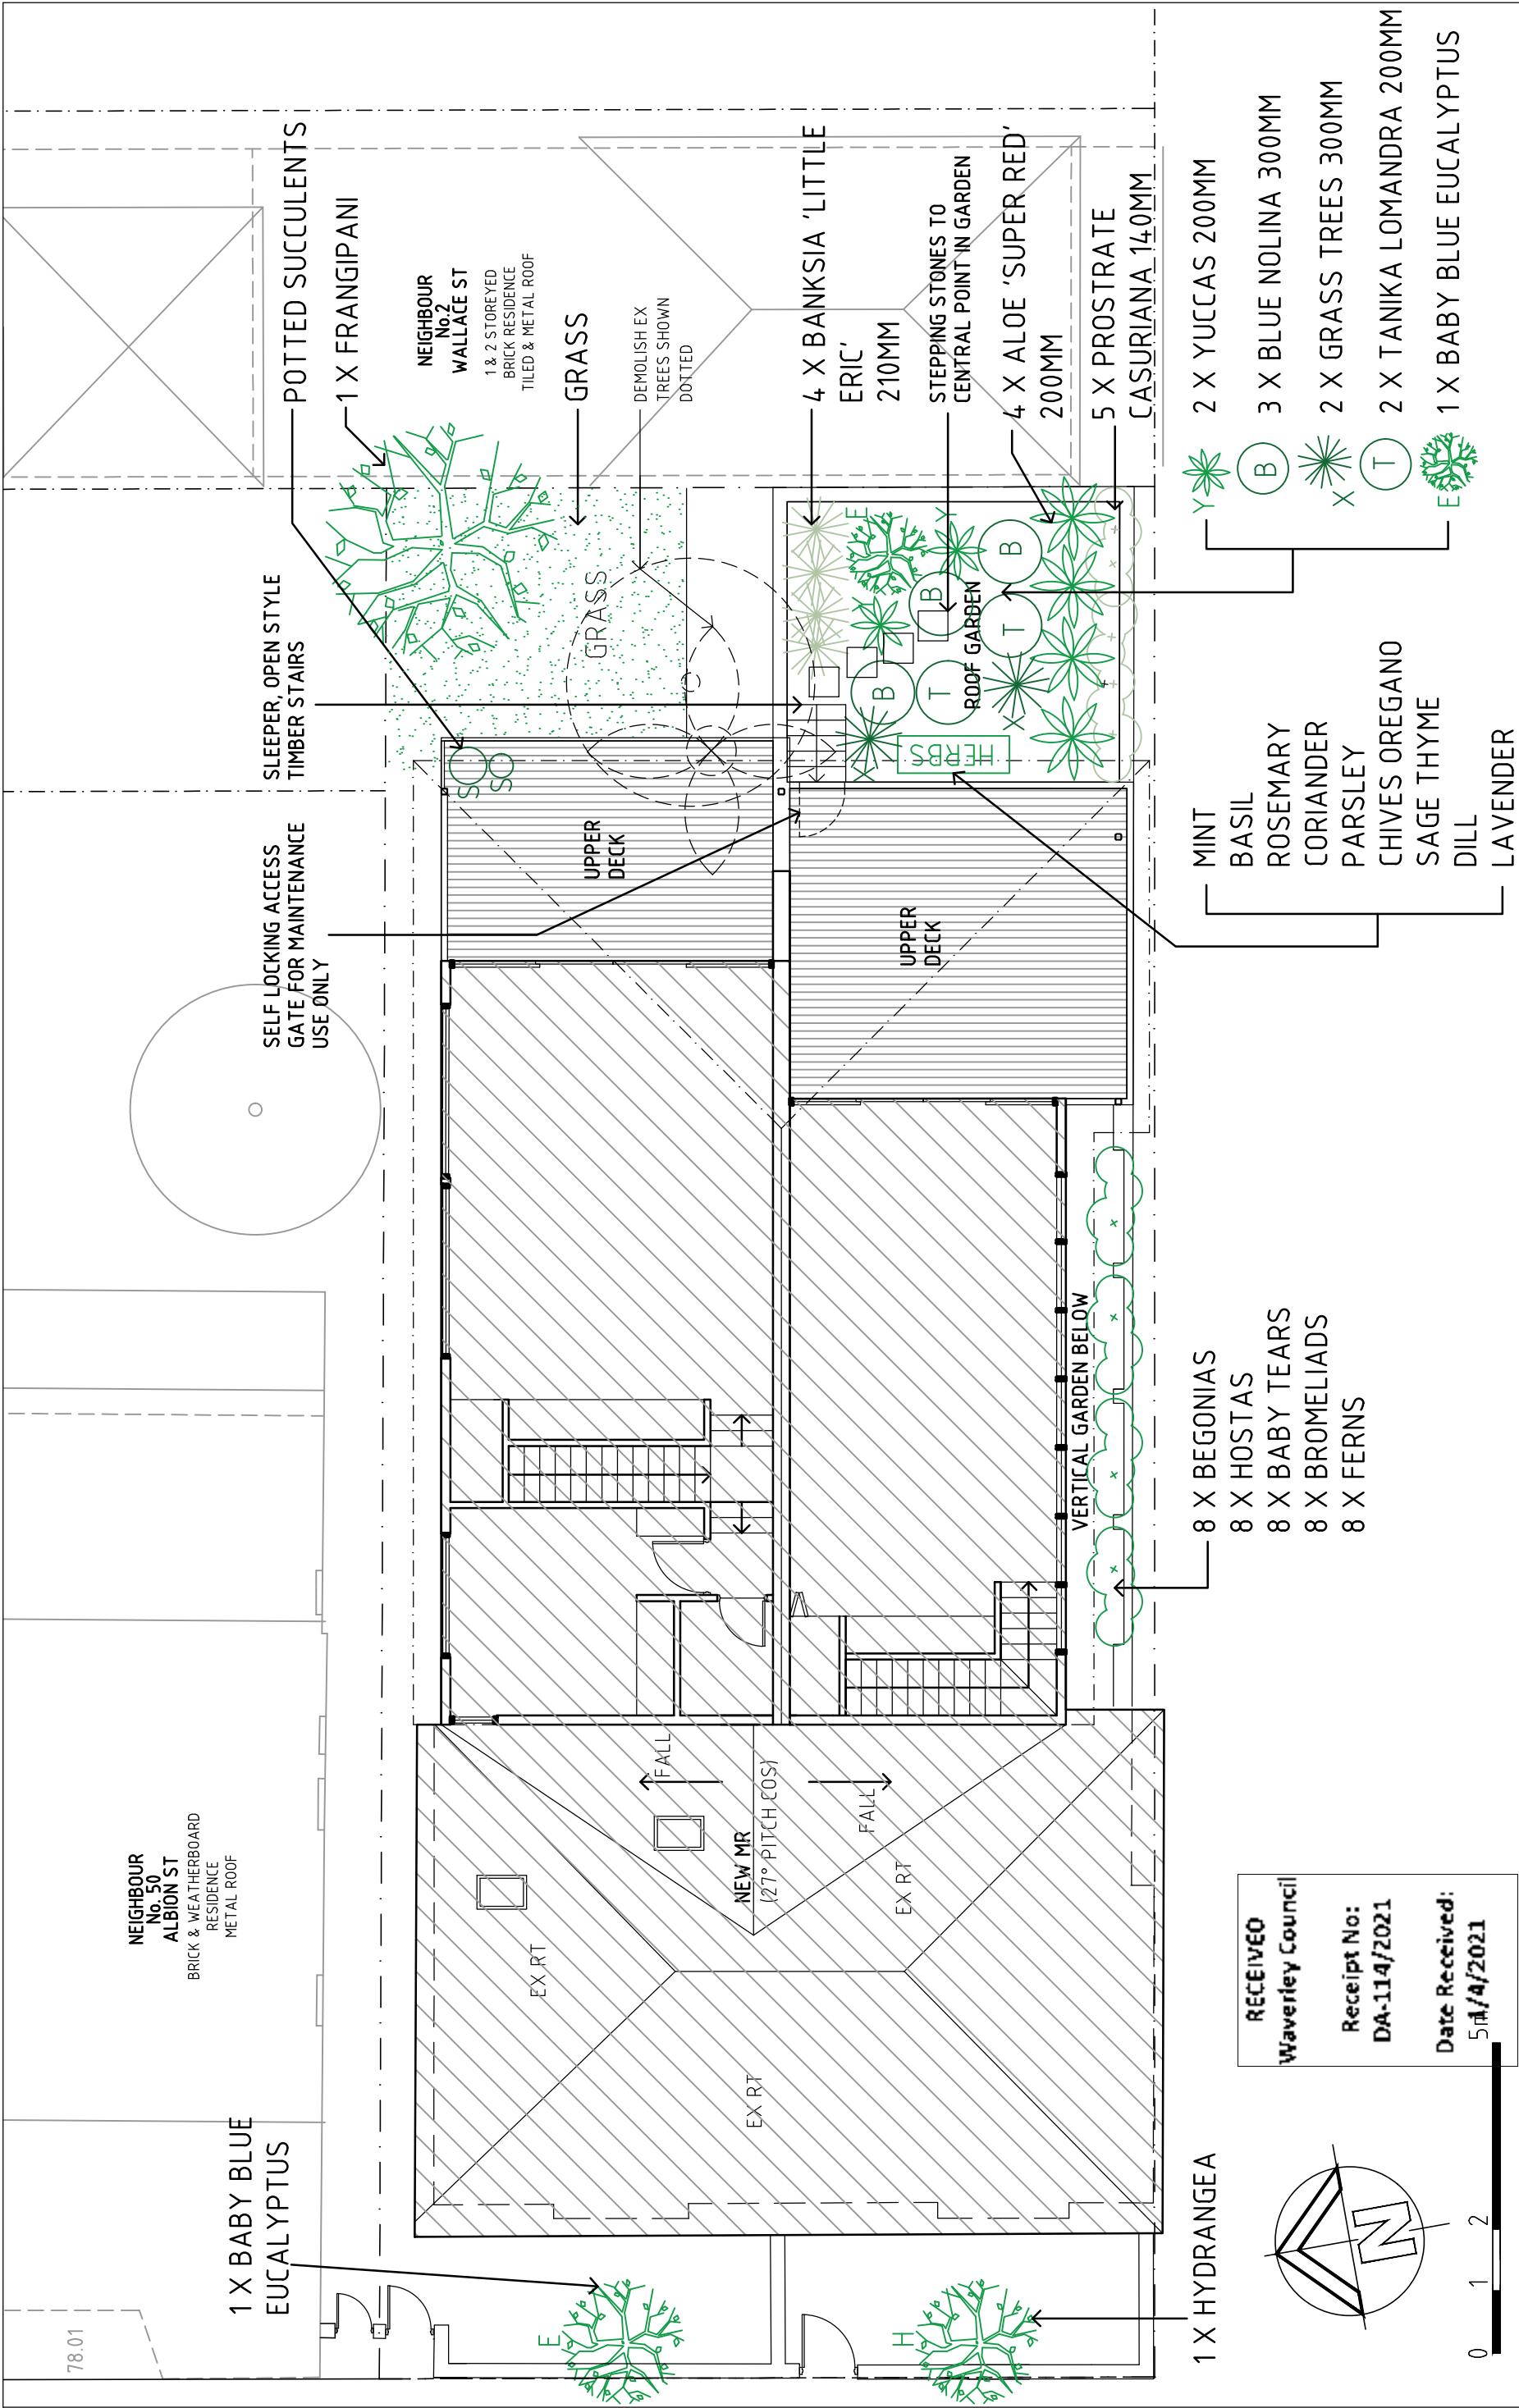 78.01
1 X BABY BLUE
EUCALYPTUS
NEIGHBOUR
No. 50
ALBION ST
BRICK & WEATHERBOARD
RESIDENCE
METAL ROOF
SELF LOCKING ACCESS
GATE FOR MAINTENANCE
USE ONLY
SLEEPER, OPEN STYLE
TIMBER STAIRS
POTTED SUCCULENTS
1 X FRANGIPANI
NEIGHBOUR
No.2
WALLACE ST
1 & 2 STOREYED
BRICK RESIDENCE
TILED & METAL ROOF
GRASS
DEMOLISH EX
TREES SHOWN
DOTTED
4 X BANKSIA 'LITTLE
ERIC'
210MM
STEPPING STONES TO
CENTRAL POINT IN GARDEN
4 X ALOE 'SUPER RED'
200MM
5 X PROSTRATE
CASURIANA 140MM
Y
2 X YUCCAS 200MM
B
3 X BLUE NOLINA 300MM
X
2 X GRASS TREES 300MM
T
2 X TANIKA LOMANDRA 200MM
E
1 X BABY BLUE EUCALYPTUS
S
S
GRASS
UPPER
DECK
UPPER
DECK
E
Y
Y
B
B
B
T
T
X
X
ROOF GARDEN
HERBS
MINT
BASIL
ROSEMARY
CORIANDER
PARSLEY
CHIVES OREGANO
SAGE THYME
DILL
LAVENDER
VERTICAL GARDEN BELOW
8 X BEGONIAS
8 X HOSTAS
8 X BABY TEARS
8 X BROMELIADS
8 X FERNS
EX RT
FALL
NEW MR
(27° PITCH COS)
FALL
EX RT
EX RT
E
H
1 X HYDRANGEA
N
RECEIVED
Waverley Council
Receipt No:
DA-114/2021
Date Received:
1/4/2021
0 1 2 5m